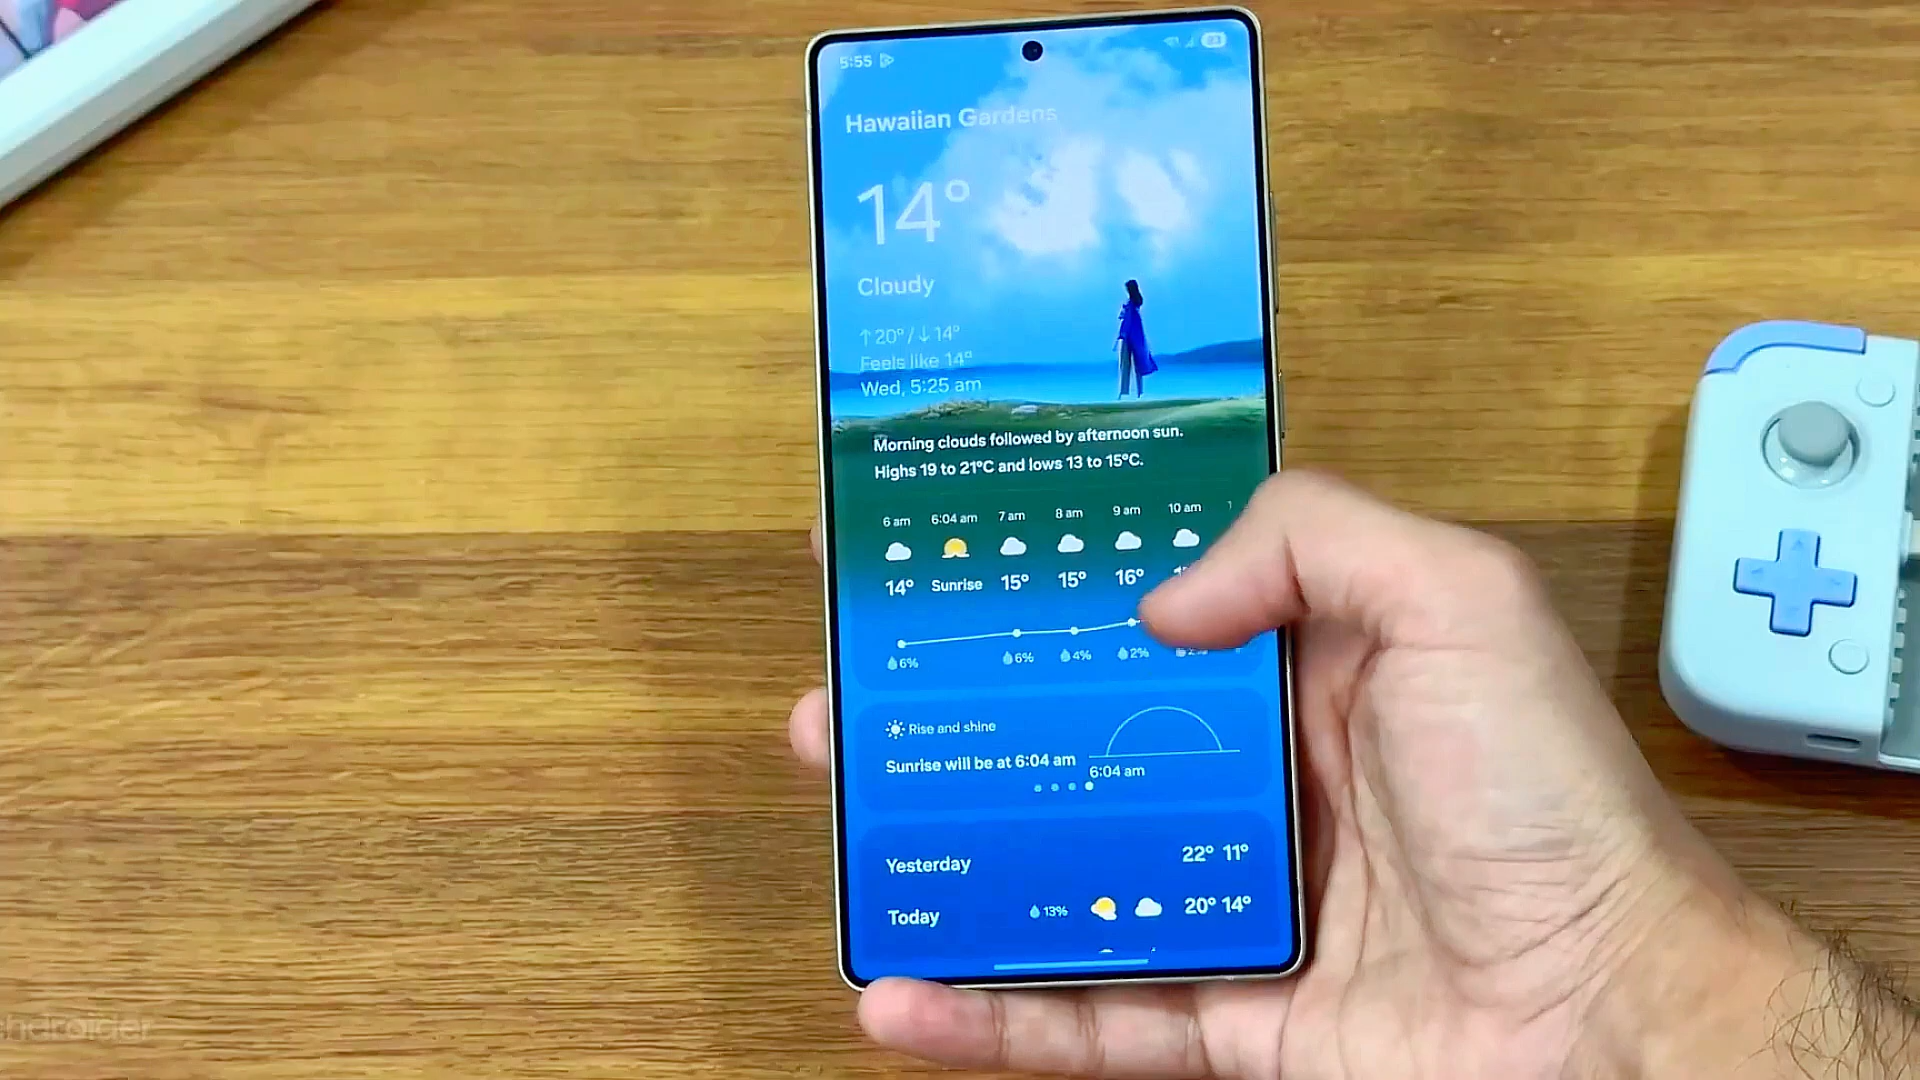 5:55
Hawaiian Gardens
14°
Cloudy
↑20°/↓14°
Feels like 14°
Wed, 5:25 am
Morning clouds followed by afternoon sun.
Highs 19 to 21°C and lows 13 to 15°C.
6 am 6:04 am 7 am 8 am 9 am 10 am
14° Sunrise 15° 15° 16°
6% 6% 4% 2%
Rise and shine
Sunrise will be at 6:04 am
6:04 am
Yesterday 22° 11°
Today 13% 20° 14°